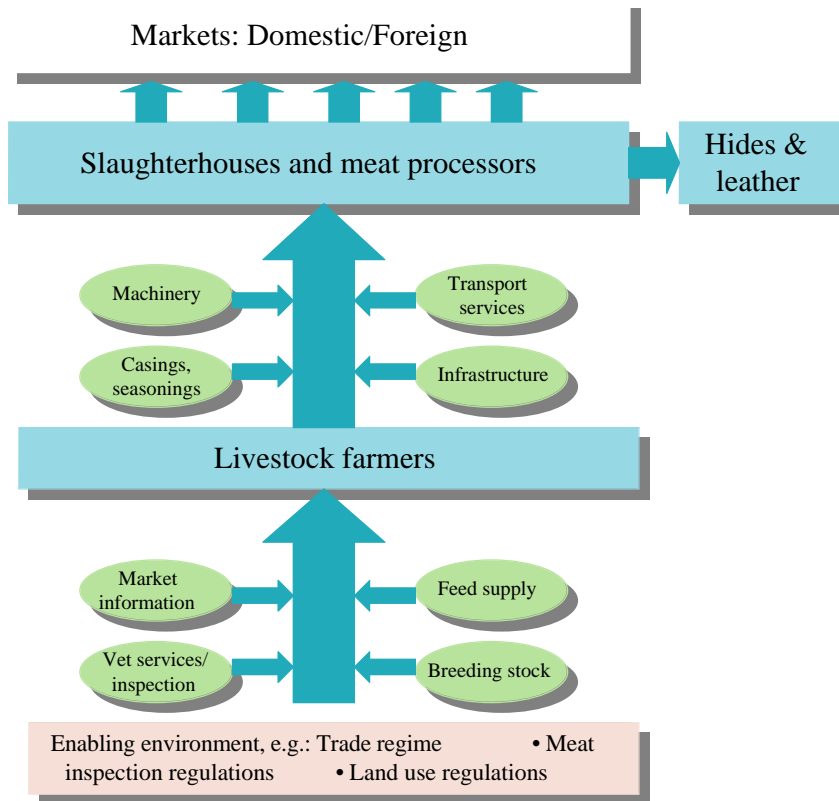 Markets: Domestic/Foreign
Slaughterhouses and meat processors
Hides &
leather
Machinery
Transport
services
Casings,
seasonings
Infrastructure
Livestock farmers
Market
information
Feed supply
Vet services/
inspection
Breeding stock
Enabling environment, e.g.: Trade regime • Meat
inspection regulations • Land use regulations